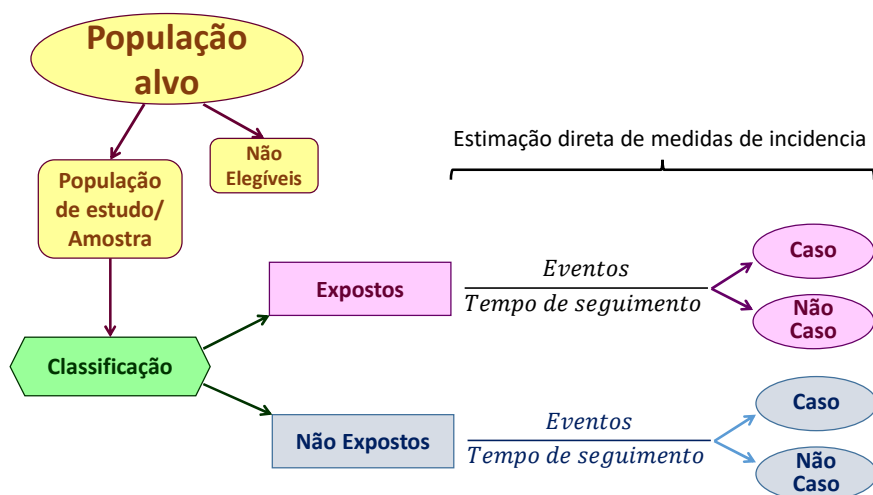 População
alvo
Não
Elegíveis
População
de estudo/
Amostra
Classificação
Estimação direta de medidas de incidencia
Expostos
Eventos
Tempo de seguimento
Caso
Não
Caso
Não Expostos
Eventos
Tempo de seguimento
Caso
Não
Caso